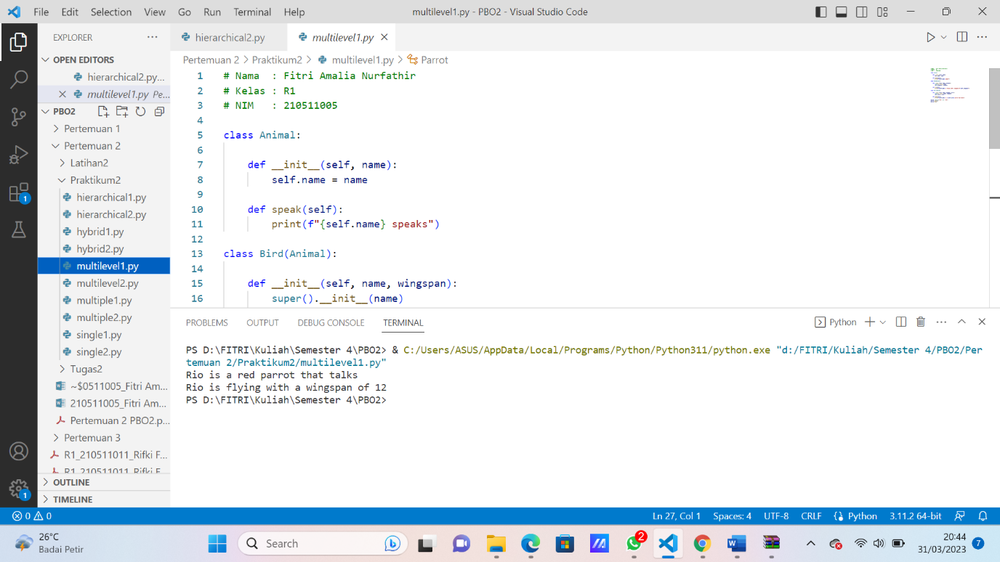 File Edit Selection View Go Run Terminal Help
multilevel1.py - PBO2 - Visual Studio Code
EXPLORER
OPEN EDITORS
hierarchical2.py...
multilevel1.py Pe...
PBO2
Pertemuan 1
Pertemuan 2
Latihan2
Praktikum2
hierarchical1.py
hierarchical2.py
hybrid1.py
hybrid2.py
multilevel1.py
multilevel2.py
multiple1.py
multiple2.py
single1.py
single2.py
Tugas2
~$0511005_Fitri Am...
210511005_Fitri Am...
Pertemuan 2 PBO2.p...
Pertemuan 3
R1_210511011_Rifki F...
R1_210511011_Rifki F...
OUTLINE
TIMELINE
1
1
hierarchical2.py multilevel1.py
Pertemuan 2 > Praktikum2 > multilevel1.py > Parrot
1 # Nama  : Fitri Amalia Nurfathir
2 # Kelas : R1
3 # NIM   : 210511005
4
5 class Animal:
6
7     def __init__(self, name):
8         self.name = name
9
10     def speak(self):
11         print(f"{self.name} speaks")
12
13 class Bird(Animal):
14
15     def __init__(self, name, wingspan):
16         super().__init__(name)
PROBLEMS OUTPUT DEBUG CONSOLE TERMINAL
Python
PS D:\FITRI\Kuliah\Semester 4\PBO2> & C:/Users/ASUS/AppData/Local/Programs/Python/Python311/python.exe "d:/FITRI/Kuliah/Semester 4/PBO2/Per
temuan 2/Praktikum2/multilevel1.py"
Rio is a red parrot that talks
Rio is flying with a wingspan of 12
PS D:\FITRI\Kuliah\Semester 4\PBO2>
0 0
Ln 27, Col 1 Spaces: 4 UTF-8 CRLF Python 3.11.2 64-bit
26°C
Badai Petir
Search
2
20:44
31/03/2023
7